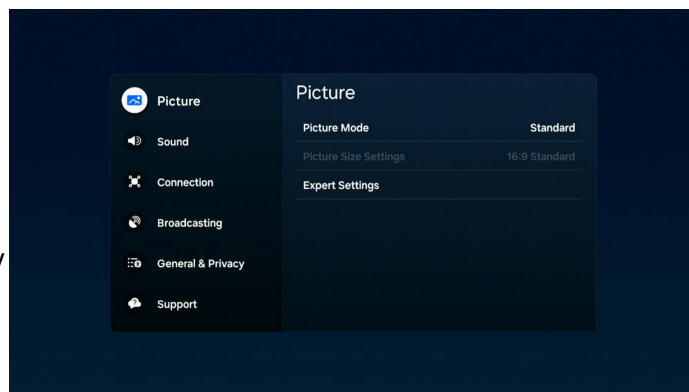 Picture
Sound
Connection
Broadcasting
General & Privacy
Support
Picture
Picture Mode Standard
Picture Size Settings 16:9 Standard
Expert Settings